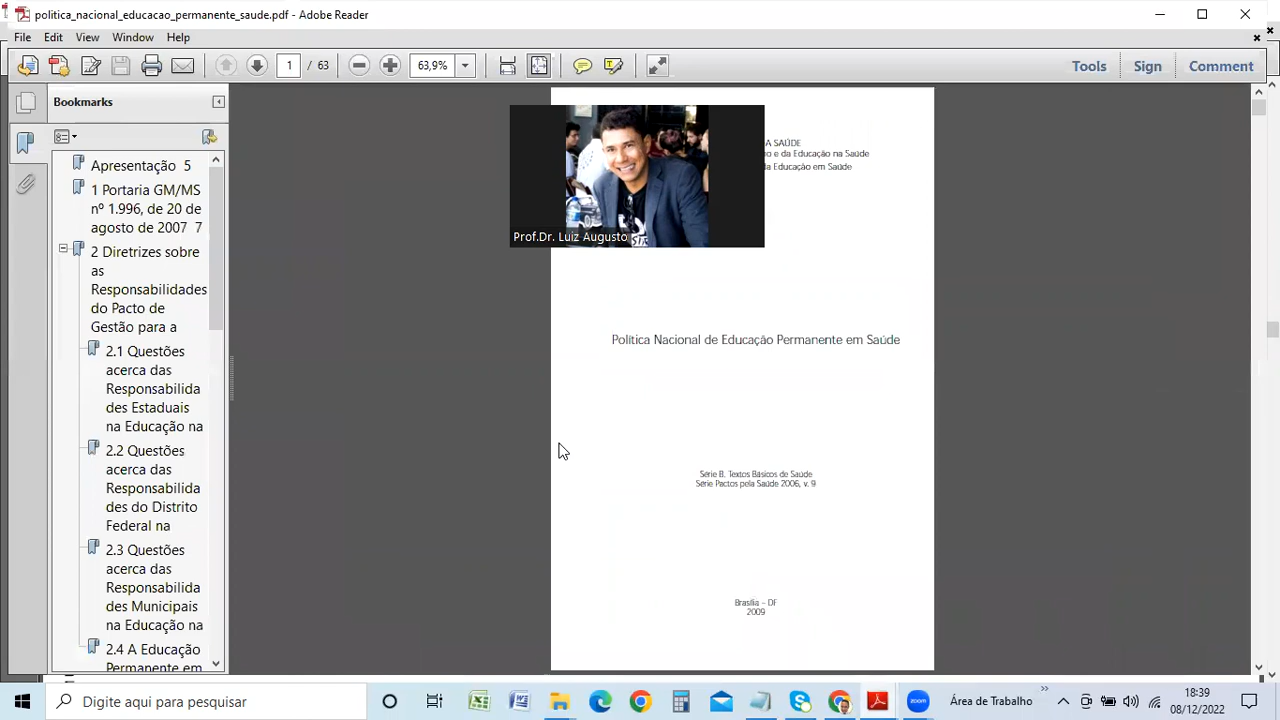 politica_nacional_educacao_permanente_saude.pdf - Adobe Reader
File Edit View Window Help
1 / 63 63,9% Tools Sign Comment
Bookmarks
Apresentação 5
1 Portaria GM/MS
nº 1.996, de 20 de
agosto de 2007 7
2 Diretrizes sobre
as
Responsabilidades
do Pacto de
Gestão para a
2.1 Questões
acerca das
Responsabilida
des Estaduais
na Educação na
2.2 Questões
acerca das
Responsabilida
des do Distrito
Federal na
2.3 Questões
acerca das
Responsabilida
des Municipais
na Educação na
2.4 A Educação
Permanente em
A SAÚDE
e da Educação na Saúde
da Educação em Saúde
Prof.Dr. Luiz Augusto
Política Nacional de Educação Permanente em Saúde
Série B. Textos Básicos de Saúde
Série Pactos pela Saúde 2006, v. 9
Brasília – DF
2009
Digite aqui para pesquisar
zoom
Área de Trabalho
18:39
08/12/2022